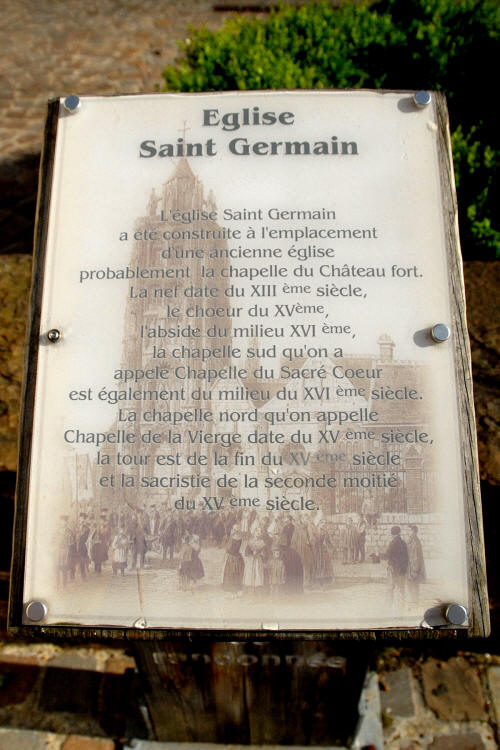 Eglise
Saint Germain
L'église Saint Germain
a été construite à l'emplacement
d'une ancienne église
probablement la chapelle du Château fort.
La nef date du XIII ème siècle,
le choeur du XVème,
l'abside du milieu XVI ème,
la chapelle sud qu'on a
appelé Chapelle du Sacré Coeur
est également du milieu du XVI ème siècle.
La chapelle nord qu'on appelle
Chapelle de la Vierge date du XV ème siècle,
la tour est de la fin du XV ème siècle
et la sacristie de la seconde moitié
du XV ème siècle.
randonnée